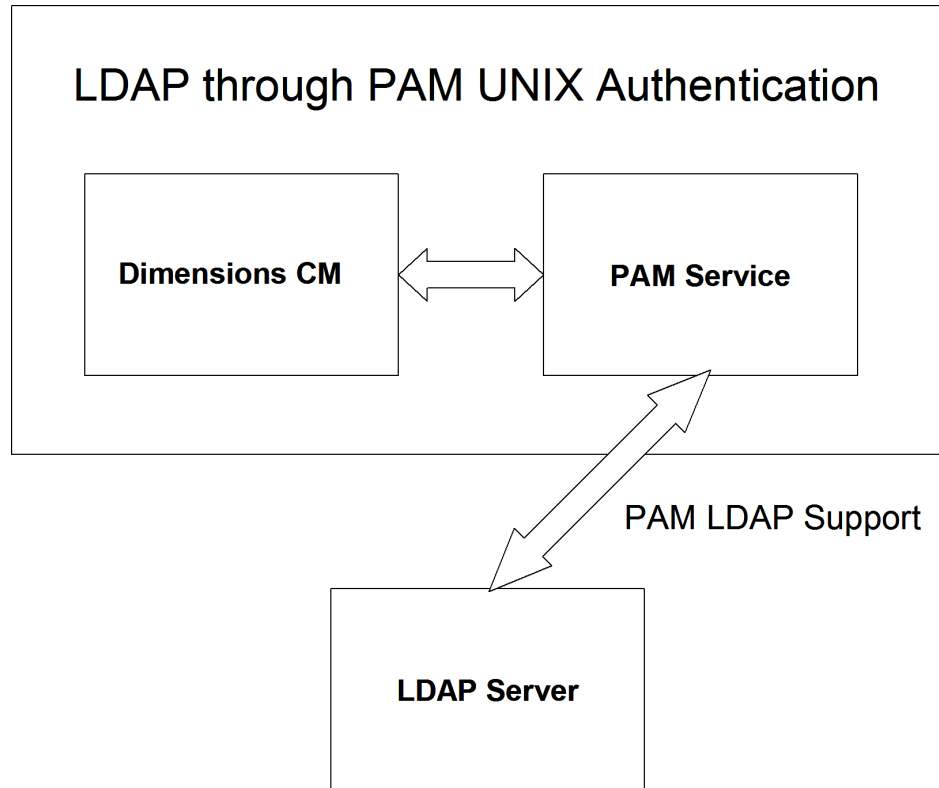 LDAP through PAM UNIX Authentication
Dimensions CM
PAM Service
PAM LDAP Support
LDAP Server